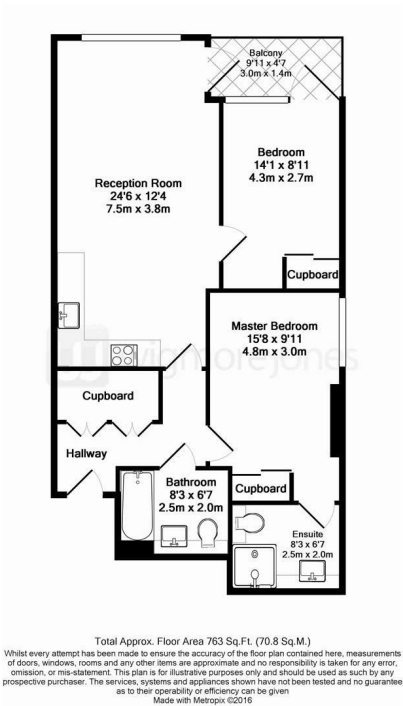 Balcony
9'11 x 4'7
3.0m x 1.4m
Bedroom
14'1 x 8'11
4.3m x 2.7m
Reception Room
24'6 x 12'4
7.5m x 3.8m
Cupboard
Master Bedroom
15'8 x 9'11
4.8m x 3.0m
wigmore jones
Cupboard
Hallway
Bathroom
8'3 x 6'7
2.5m x 2.0m
Cupboard
Ensuite
8'3 x 6'7
2.5m x 2.0m
Total Approx. Floor Area 763 Sq.Ft. (70.8 Sq.M.)
Whilst every attempt has been made to ensure the accuracy of the floor plan contained here, measurements
of doors, windows, rooms and any other items are approximate and no responsibility is taken for any error,
omission, or mis-statement. This plan is for illustrative purposes only and should be used as such by any
prospective purchaser. The services, systems and appliances shown have not been tested and no guarantee
as to their operability or efficiency can be given
Made with Metropix ©2016